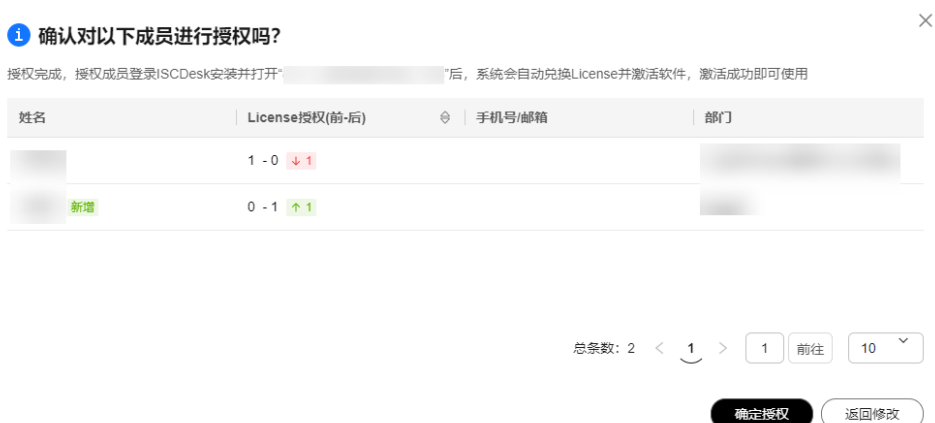 确认对以下成员进行授权吗?
授权完成，授权成员登录ISCDesk安装并打开“ ”后，系统会自动兑换License并激活软件，激活成功即可使用
姓名 License授权(前-后) 手机号/邮箱 部门
1 - 0 ↓ 1
新增 0 - 1 ↑ 1
总条数：2 < 1 > 1 前往 10
确定授权 返回修改